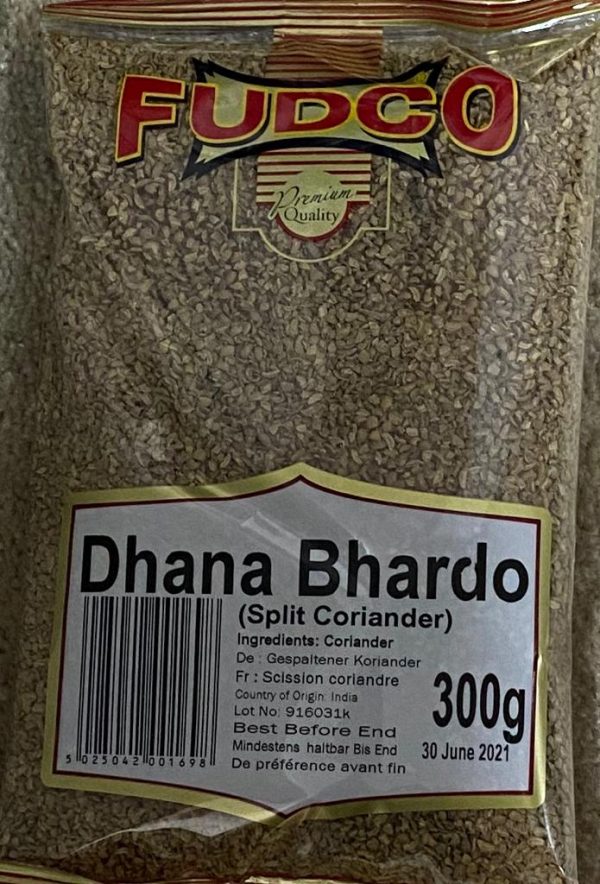 FUDCO
Premium
Quality
Dhana Bhardo
(Split Coriander)
Ingredients: Coriander
De : Gespaltener Koriander
Fr : Scission coriandre
Country of Origin: India
Lot No: 916031k
300g
Best Before End
Mindestens haltbar Bis End
30 June 2021
De préférence avant fin
5 025042 001698